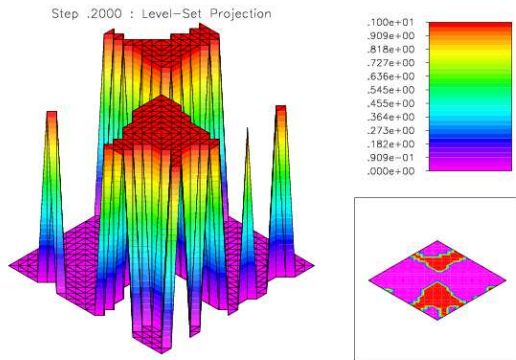 Step .2000 : Level-Set Projection
.100e+01
.909e+00
.818e+00
.727e+00
.636e+00
.545e+00
.455e+00
.364e+00
.273e+00
.182e+00
.909e-01
.000e+00